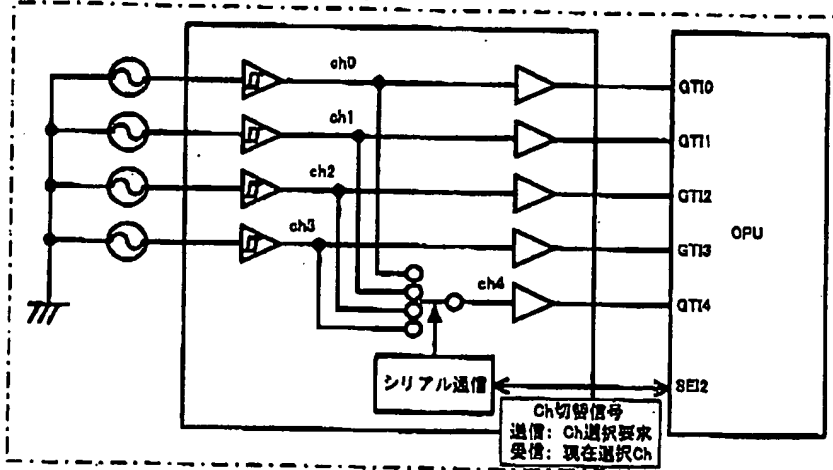 ch0
GTI0
ch1
GTI1
ch2
GTI2
ch3
GTI3
CPU
ch4
GTI4
シリアル通信
SEI2
Ch切替信号
送信: Ch選択要求
受信: 現在選択Ch